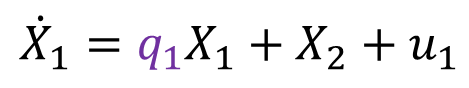 Ẋ₁ = q₁X₁ + X₂ + u₁